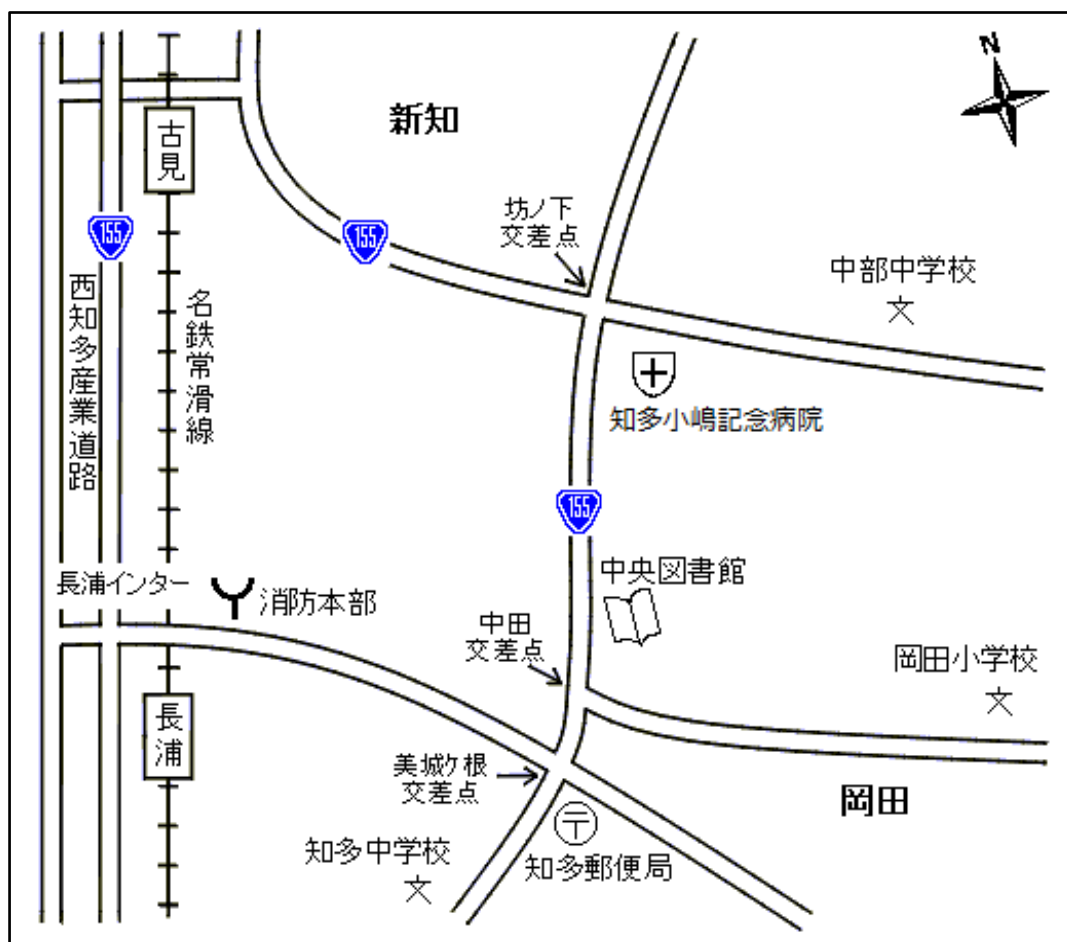 N
新知
古見
坊ノ下
交差点
155
155
中部中学校
西知多産業道路
名鉄常滑線
知多小嶋記念病院
155
中央図書館
長浦インター
消防本部
中田
交差点
岡田小学校
長浦
美城ケ根
交差点
岡田
知多中学校
〒
知多郵便局
文
文
文